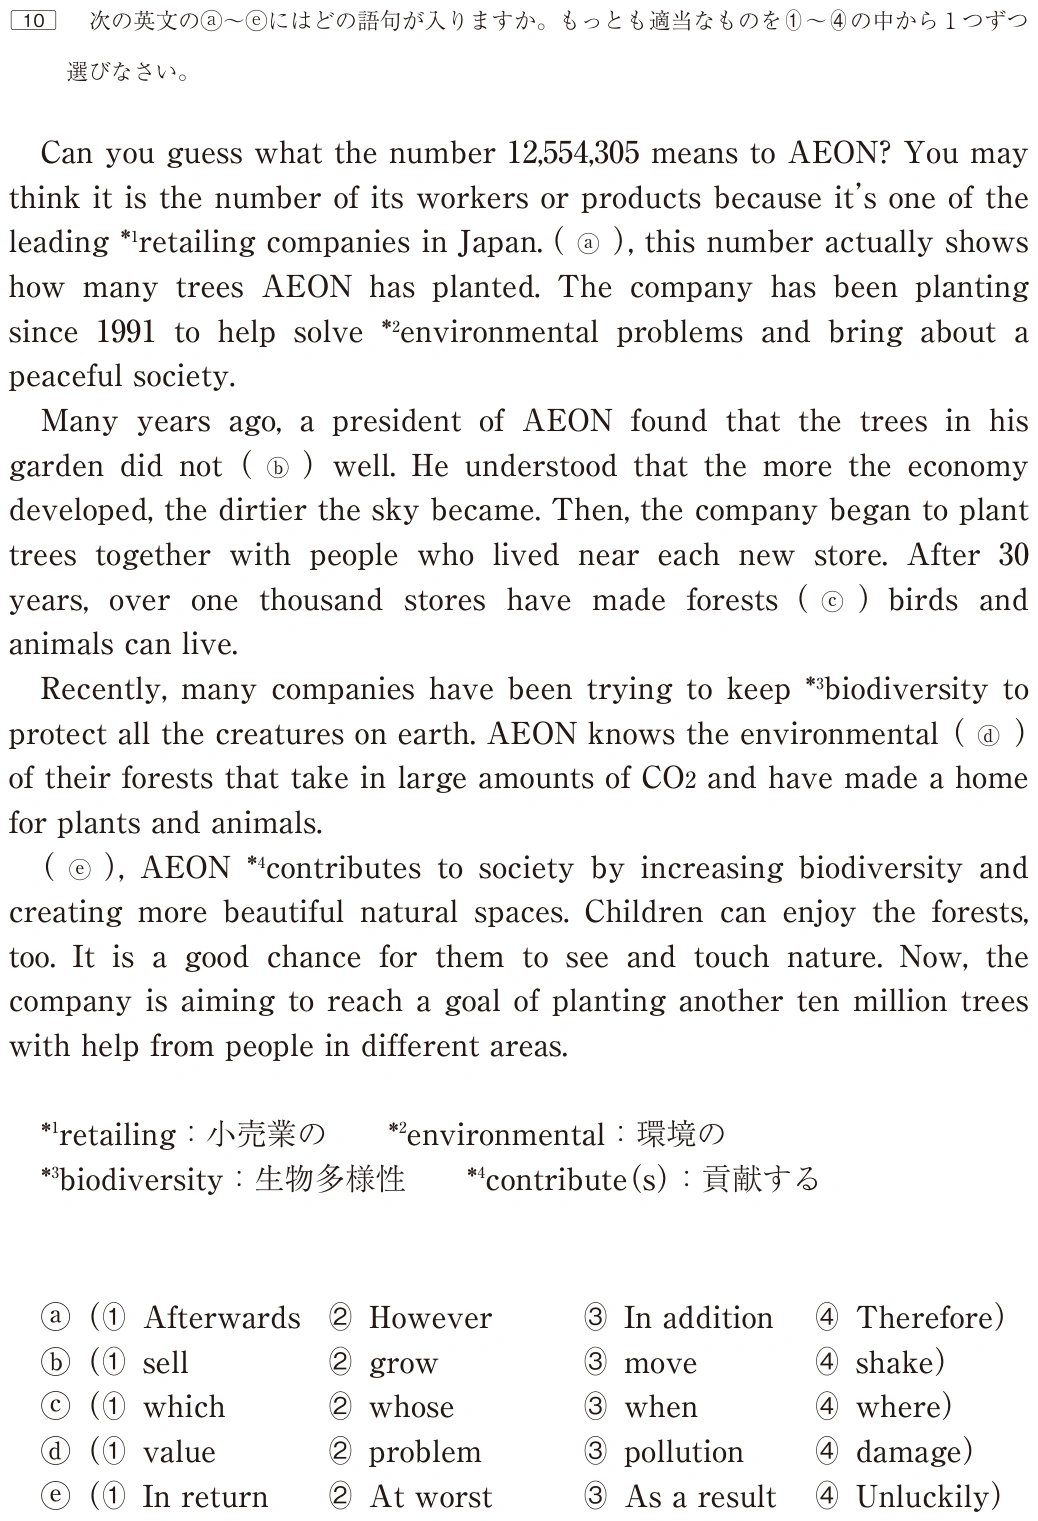 10 次の英文のⓐ～ⓔにはどの語句が入りますか。もっとも適当なものを①～④の中から１つずつ
選びなさい。
Can you guess what the number 12,554,305 means to AEON? You may
think it is the number of its workers or products because it’s one of the
leading *1retailing companies in Japan. ( ⓐ ), this number actually shows
how many trees AEON has planted. The company has been planting
since 1991 to help solve *2environmental problems and bring about a
peaceful society.
Many years ago, a president of AEON found that the trees in his
garden did not ( ⓑ ) well. He understood that the more the economy
developed, the dirtier the sky became. Then, the company began to plant
trees together with people who lived near each new store. After 30
years, over one thousand stores have made forests ( ⓒ ) birds and
animals can live.
Recently, many companies have been trying to keep *3biodiversity to
protect all the creatures on earth. AEON knows the environmental ( ⓓ )
of their forests that take in large amounts of CO2 and have made a home
for plants and animals.
( ⓔ ), AEON *4contributes to society by increasing biodiversity and
creating more beautiful natural spaces. Children can enjoy the forests,
too. It is a good chance for them to see and touch nature. Now, the
company is aiming to reach a goal of planting another ten million trees
with help from people in different areas.
*1retailing：小売業の *2environmental：環境の
*3biodiversity：生物多様性 *4contribute(s)：貢献する
ⓐ (① Afterwards ② However ③ In addition ④ Therefore)
ⓑ (① sell ② grow ③ move ④ shake)
ⓒ (① which ② whose ③ when ④ where)
ⓓ (① value ② problem ③ pollution ④ damage)
ⓔ (① In return ② At worst ③ As a result ④ Unluckily)